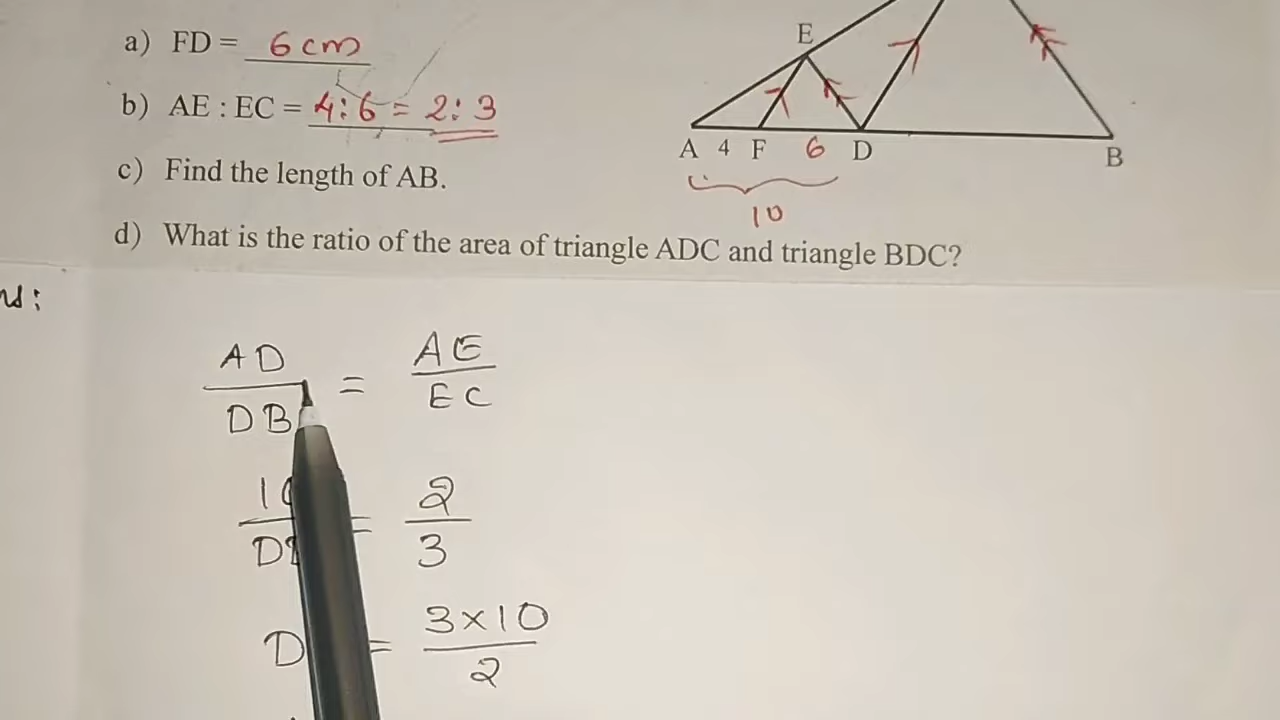 a) FD = 6 cm
b) AE : EC = 4:6 = 2:3
c) Find the length of AB.
d) What is the ratio of the area of triangle ADC and triangle BDC?
E
A 4 F 6 D
B
10
AD/DB = AE/EC
= 2/3
D = 3×10/2